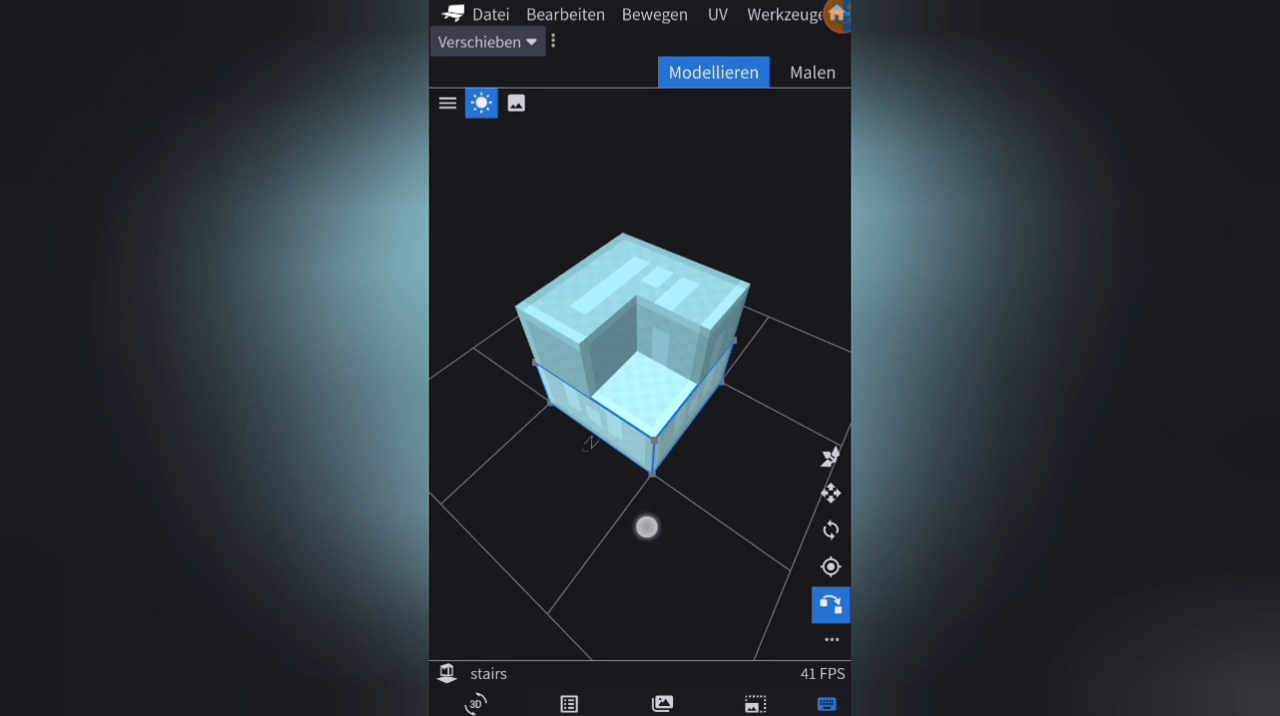 Datei Bearbeiten Bewegen UV Werkzeuge
Verschieben
Modellieren Malen
stairs 41 FPS
3D